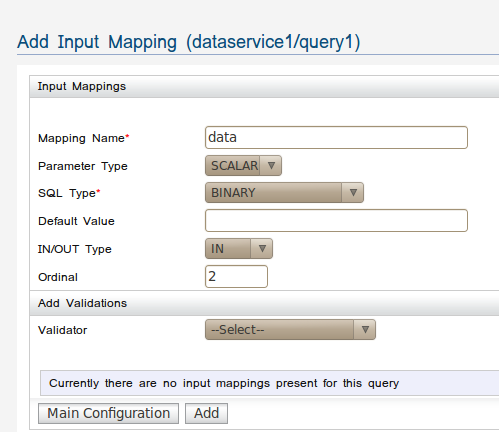 Add Input Mapping (dataservice1/query1)
Input Mappings
Mapping Name* data
Parameter Type SCALAR
SQL Type* BINARY
Default Value
IN/OUT Type IN
Ordinal 2
Add Validations
Validator --Select--
Currently there are no input mappings present for this query
Main Configuration Add